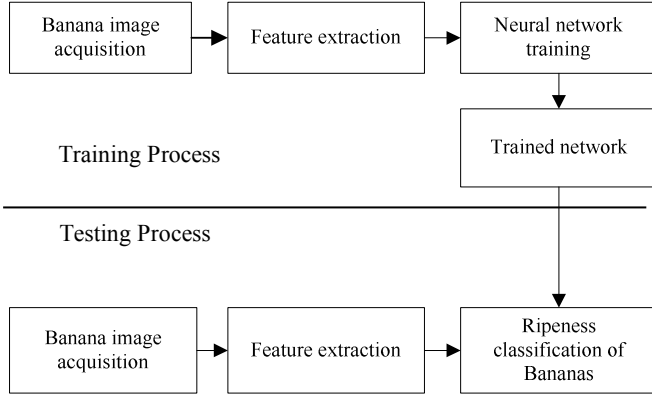 Banana image
acquisition
Feature extraction
Neural network
training
Trained network
Training Process
Testing Process
Banana image
acquisition
Feature extraction
Ripeness
classification of
Bananas